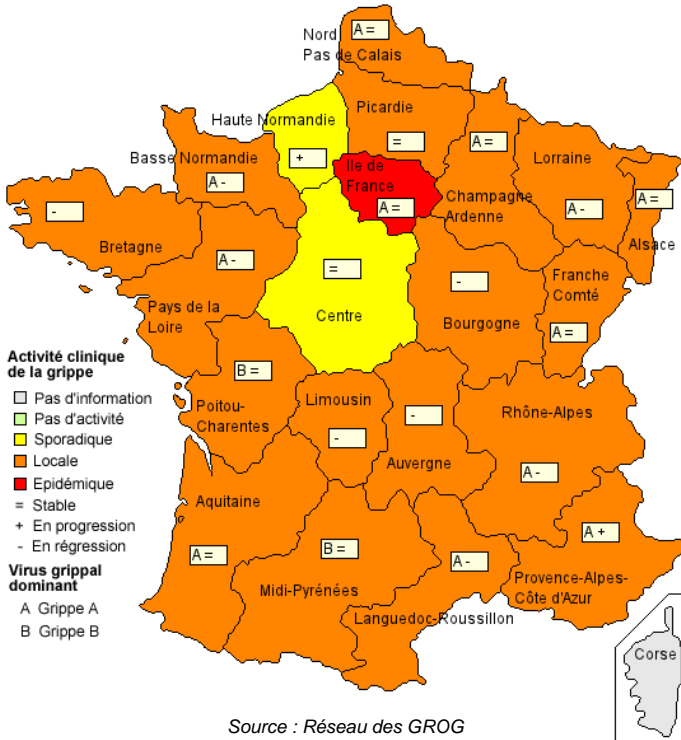 Nord
Pas de Calais
A =
Picardie
=
Haute Normandie
+
Basse Normandie
A -
Ile de
France
A =
Champagne
Ardenne
A =
Lorraine
A -
Alsace
A =
Bretagne
-
Pays de la
Loire
A -
Centre
=
Bourgogne
-
Franche
Comté
A =
Poitou-
Charentes
B =
Limousin
-
Auvergne
-
Rhône-Alpes
A -
Aquitaine
A =
Midi-Pyrénées
B =
Languedoc-Roussillon
A -
Provence-Alpes-
Côte d'Azur
A +
Corse
Activité clinique
de la grippe
Pas d'information
Pas d'activité
Sporadique
Locale
Epidémique
= Stable
+ En progression
- En régression
Virus grippal
dominant
A Grippe A
B Grippe B
Source : Réseau des GROG